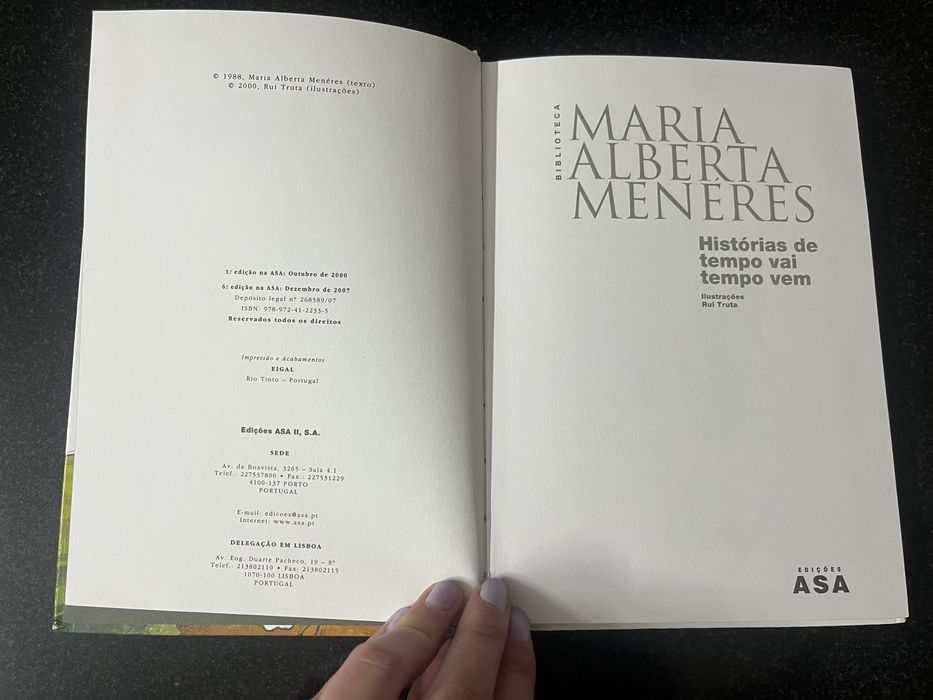 © 1988, Maria Alberta Menéres (texto)
© 2000, Rui Truta (ilustrações)
1.ª edição na ASA: Outubro de 2000
6.ª edição na ASA: Dezembro de 2007
Depósito legal nº 268589/07
ISBN: 978-972-41-2233-5
Reservados todos os direitos
Impressão e Acabamentos
EIGAL
Rio Tinto – Portugal
Edições ASA II, S.A.
SEDE
Av. da Boavista, 3265 – Sala 4.1
Telef.: 227537800 • Fax.: 227531229
4100-137 PORTO
PORTUGAL
E-mail: edicoes@asa.pt
Internet: www.asa.pt
DELEGAÇÃO EM LISBOA
Av. Eng. Duarte Pacheco, 19 – 8º
Telef.: 213802110 • Fax: 213802115
1070-100 LISBOA
PORTUGAL
BIBLIOTECA
MARIA
ALBERTA
MENÉRES
Histórias de
tempo vai
tempo vem
Ilustrações
Rui Truta
EDIÇÕES
ASA